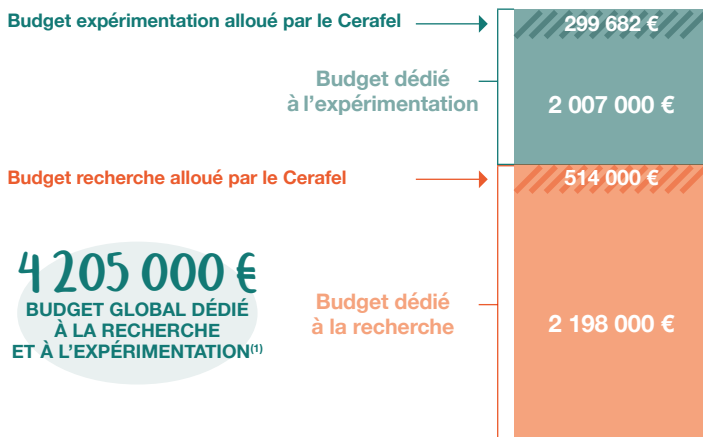 Budget expérimentation alloué par le Cerafel
299 682 €
Budget dédié
à l'expérimentation
2 007 000 €
Budget recherche alloué par le Cerafel
514 000 €
4 205 000 €
BUDGET GLOBAL DÉDIÉ
À LA RECHERCHE
ET À L'EXPÉRIMENTATION(1)
Budget dédié
à la recherche
2 198 000 €